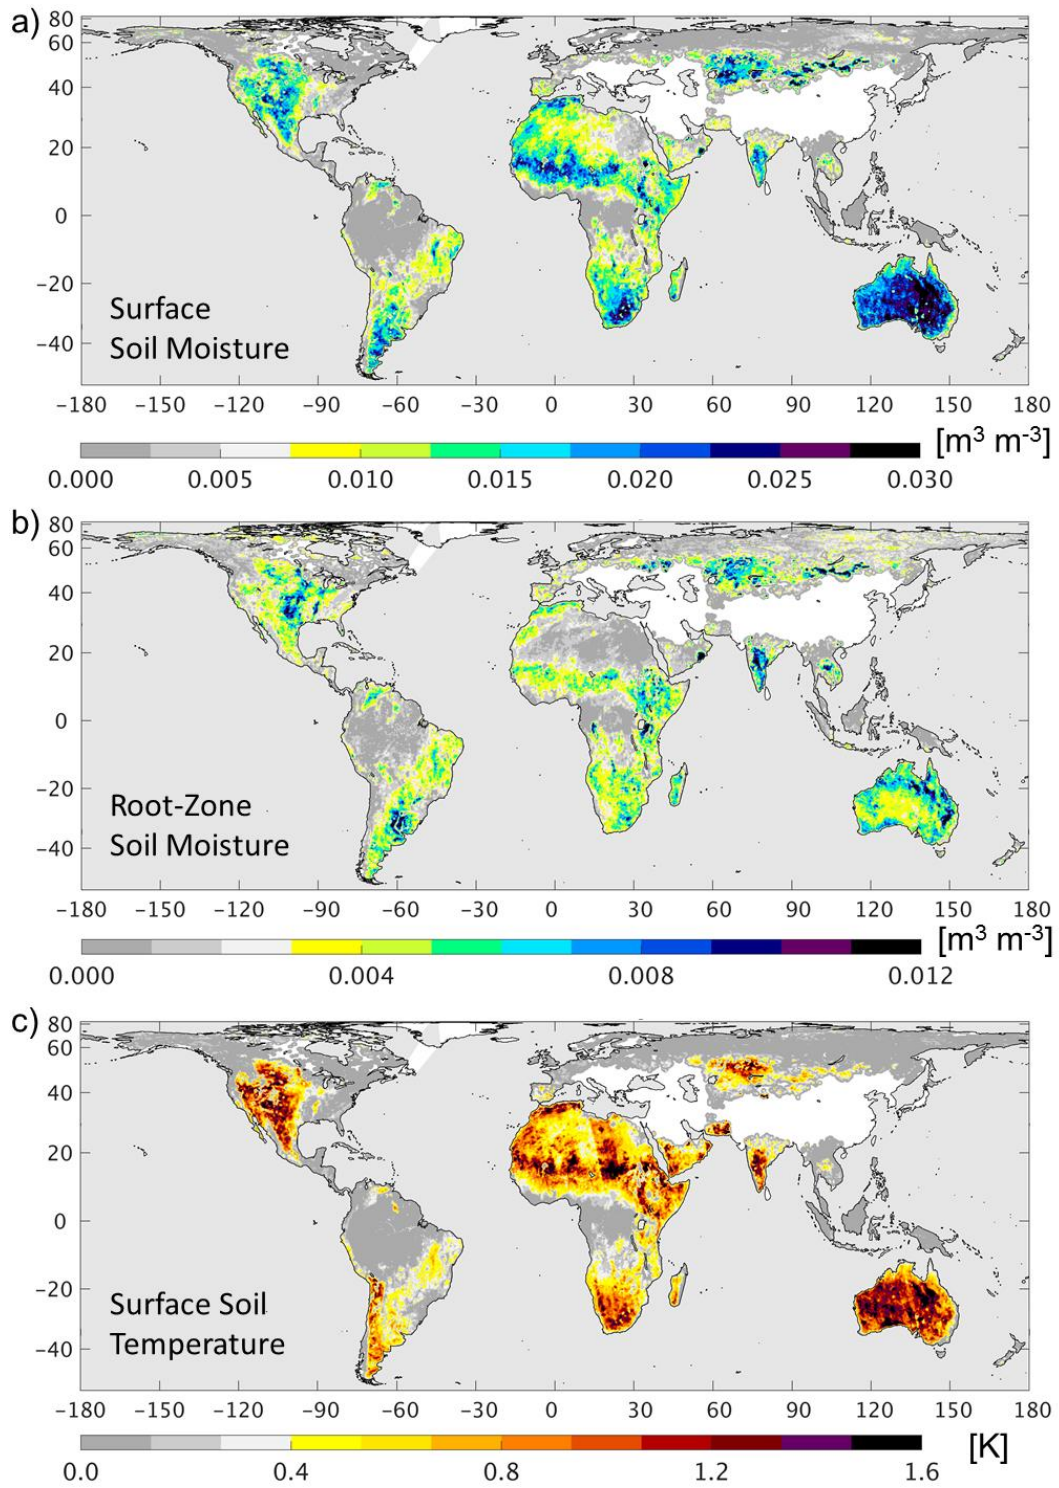 a)
80
60
40
20
0
−20
−40
Surface
Soil Moisture
−180 −150 −120 −90 −60 −30 0 30 60 90 120 150 180
[m³ m⁻³]
0.000 0.005 0.010 0.015 0.020 0.025 0.030
b)
80
60
40
20
0
−20
−40
Root-Zone
Soil Moisture
−180 −150 −120 −90 −60 −30 0 30 60 90 120 150 180
[m³ m⁻³]
0.000 0.004 0.008 0.012
c)
80
60
40
20
0
−20
−40
Surface Soil
Temperature
−180 −150 −120 −90 −60 −30 0 30 60 90 120 150 180
[K]
0.0 0.4 0.8 1.2 1.6